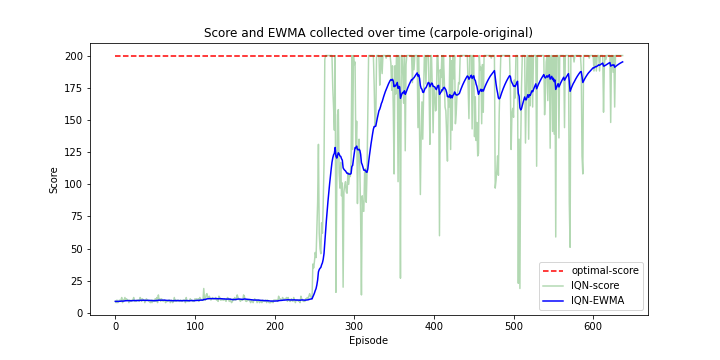 Score and EWMA collected over time (carpole-original)
Score
200
175
150
125
100
75
50
25
0
0 100 200 300 400 500 600
Episode
optimal-score
IQN-score
IQN-EWMA